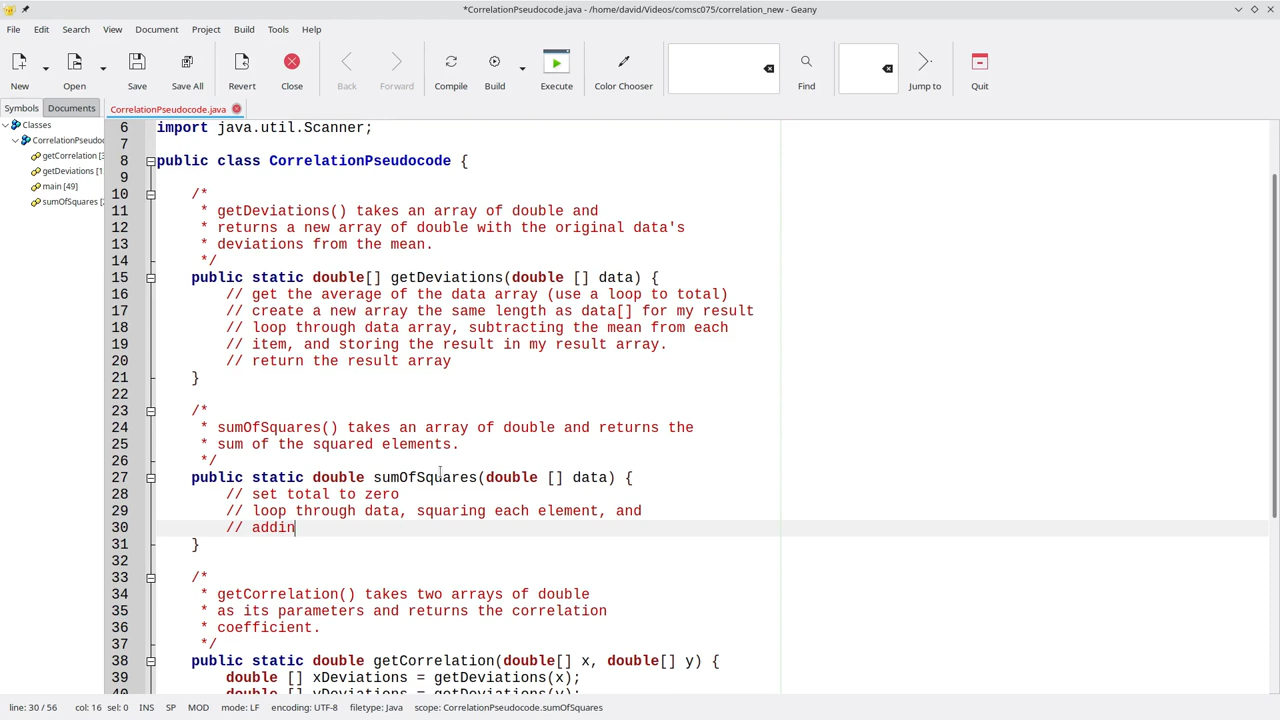 *CorrelationPseudocode.java - /home/david/Videos/comsc075/correlation_new - Geany
File Edit Search View Document Project Build Tools Help
New Open Save Save All Revert Close Back Forward Compile Build Execute Color Chooser Find Jump to Quit
Symbols Documents CorrelationPseudocode.java
Classes
CorrelationPseudoc
getCorrelation [3
getDeviations [1
main [49]
sumOfSquares [2
6 import java.util.Scanner;
7
8 public class CorrelationPseudocode {
9
10 /*
11 * getDeviations() takes an array of double and
12 * returns a new array of double with the original data's
13 * deviations from the mean.
14 */
15 public static double[] getDeviations(double [] data) {
16 // get the average of the data array (use a loop to total)
17 // create a new array the same length as data[] for my result
18 // loop through data array, subtracting the mean from each
19 // item, and storing the result in my result array.
20 // return the result array
21 }
22
23 /*
24 * sumOfSquares() takes an array of double and returns the
25 * sum of the squared elements.
26 */
27 public static double sumOfSquares(double [] data) {
28 // set total to zero
29 // loop through data, squaring each element, and
30 // addin
31 }
32
33 /*
34 * getCorrelation() takes two arrays of double
35 * as its parameters and returns the correlation
36 * coefficient.
37 */
38 public static double getCorrelation(double[] x, double[] y) {
39 double [] xDeviations = getDeviations(x);
40 double [] yDeviations = getDeviations(y);
line: 30 / 56 col: 16 sel: 0 INS SP MOD mode: LF encoding: UTF-8 filetype: Java scope: CorrelationPseudocode.sumOfSquares